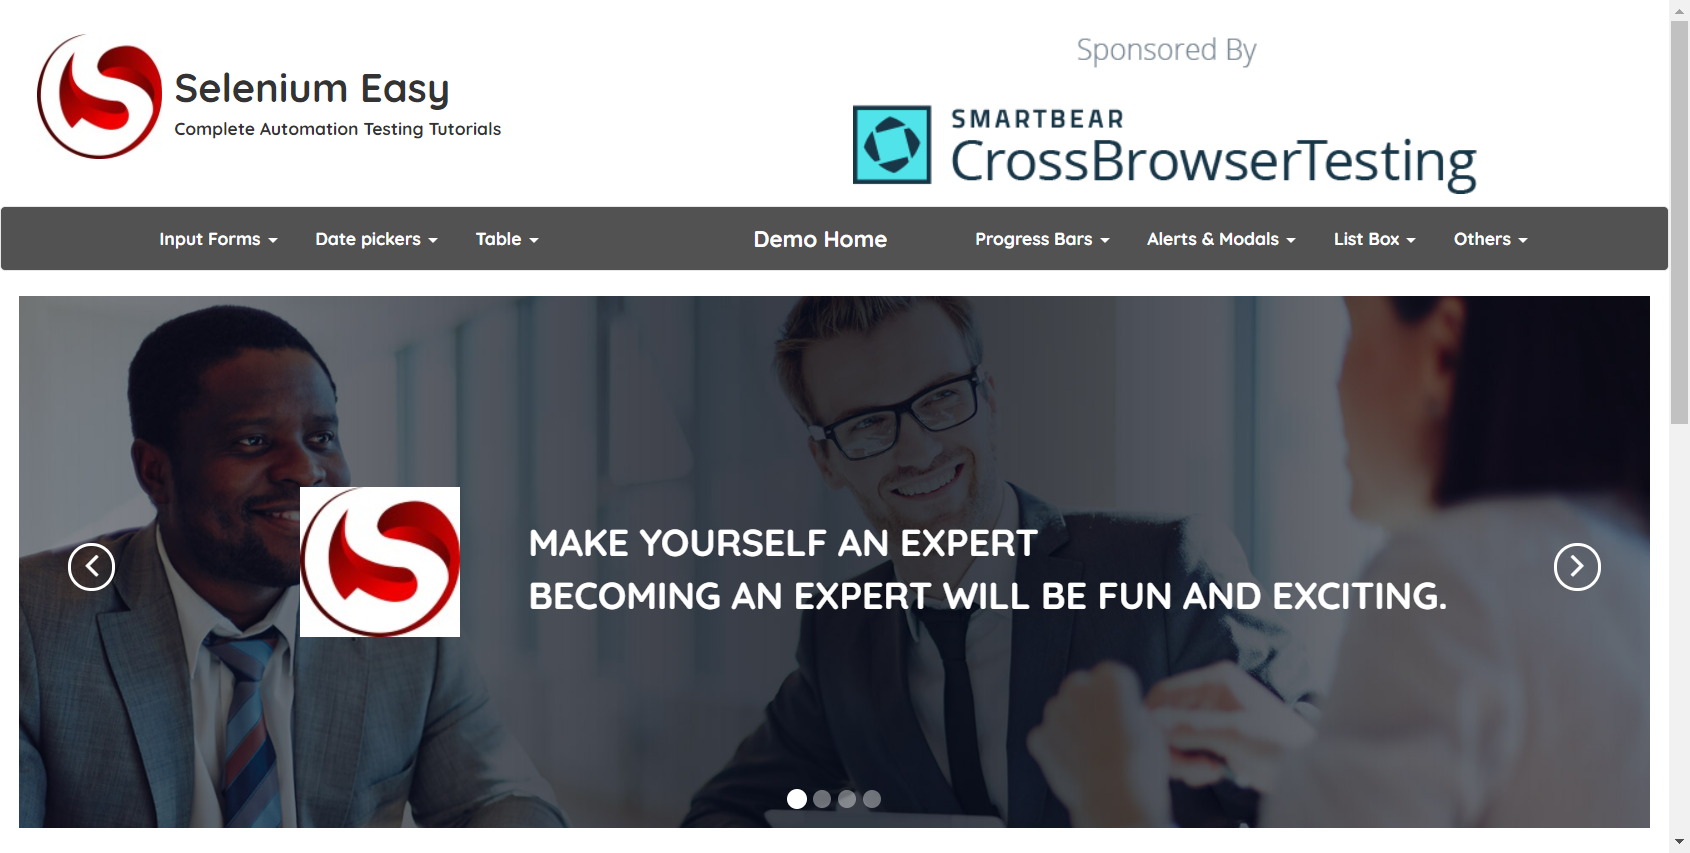 Selenium Easy
Complete Automation Testing Tutorials
Sponsored By
SMARTBEAR
CrossBrowserTesting
Input Forms Date pickers Table Demo Home Progress Bars Alerts & Modals List Box Others
MAKE YOURSELF AN EXPERT
BECOMING AN EXPERT WILL BE FUN AND EXCITING.